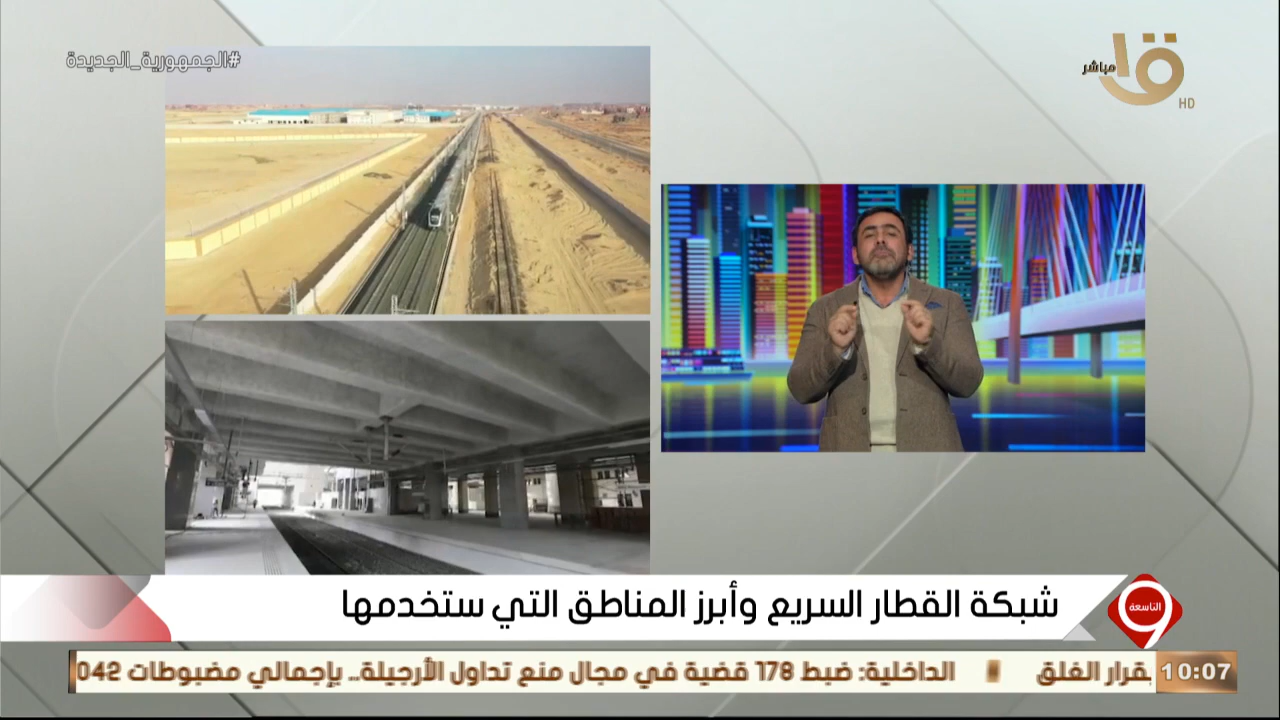 #الجمهورية_الجديدة
مباشر
HD
شبكة القطار السريع وأبرز المناطق التي ستخدمها
التاسعة
9
10:07
بقرار الغلق
الداخلية: ضبط 178 قضية في مجال منع تداول الأرجيلة.. بإجمالي مضبوطات 042